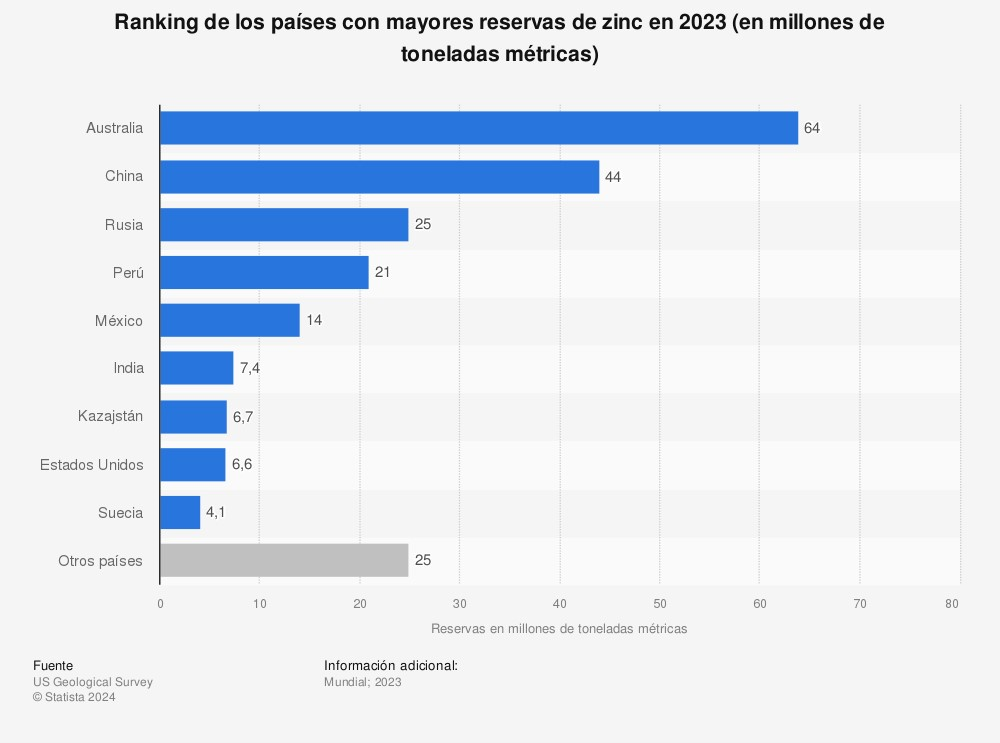 Ranking de los países con mayores reservas de zinc en 2023 (en millones de
toneladas métricas)
Australia 64
China 44
Rusia 25
Perú 21
México 14
India 7,4
Kazajstán 6,7
Estados Unidos 6,6
Suecia 4,1
Otros países 25
0 10 20 30 40 50 60 70 80
Reservas en millones de toneladas métricas
Fuente
US Geological Survey
© Statista 2024
Información adicional:
Mundial; 2023